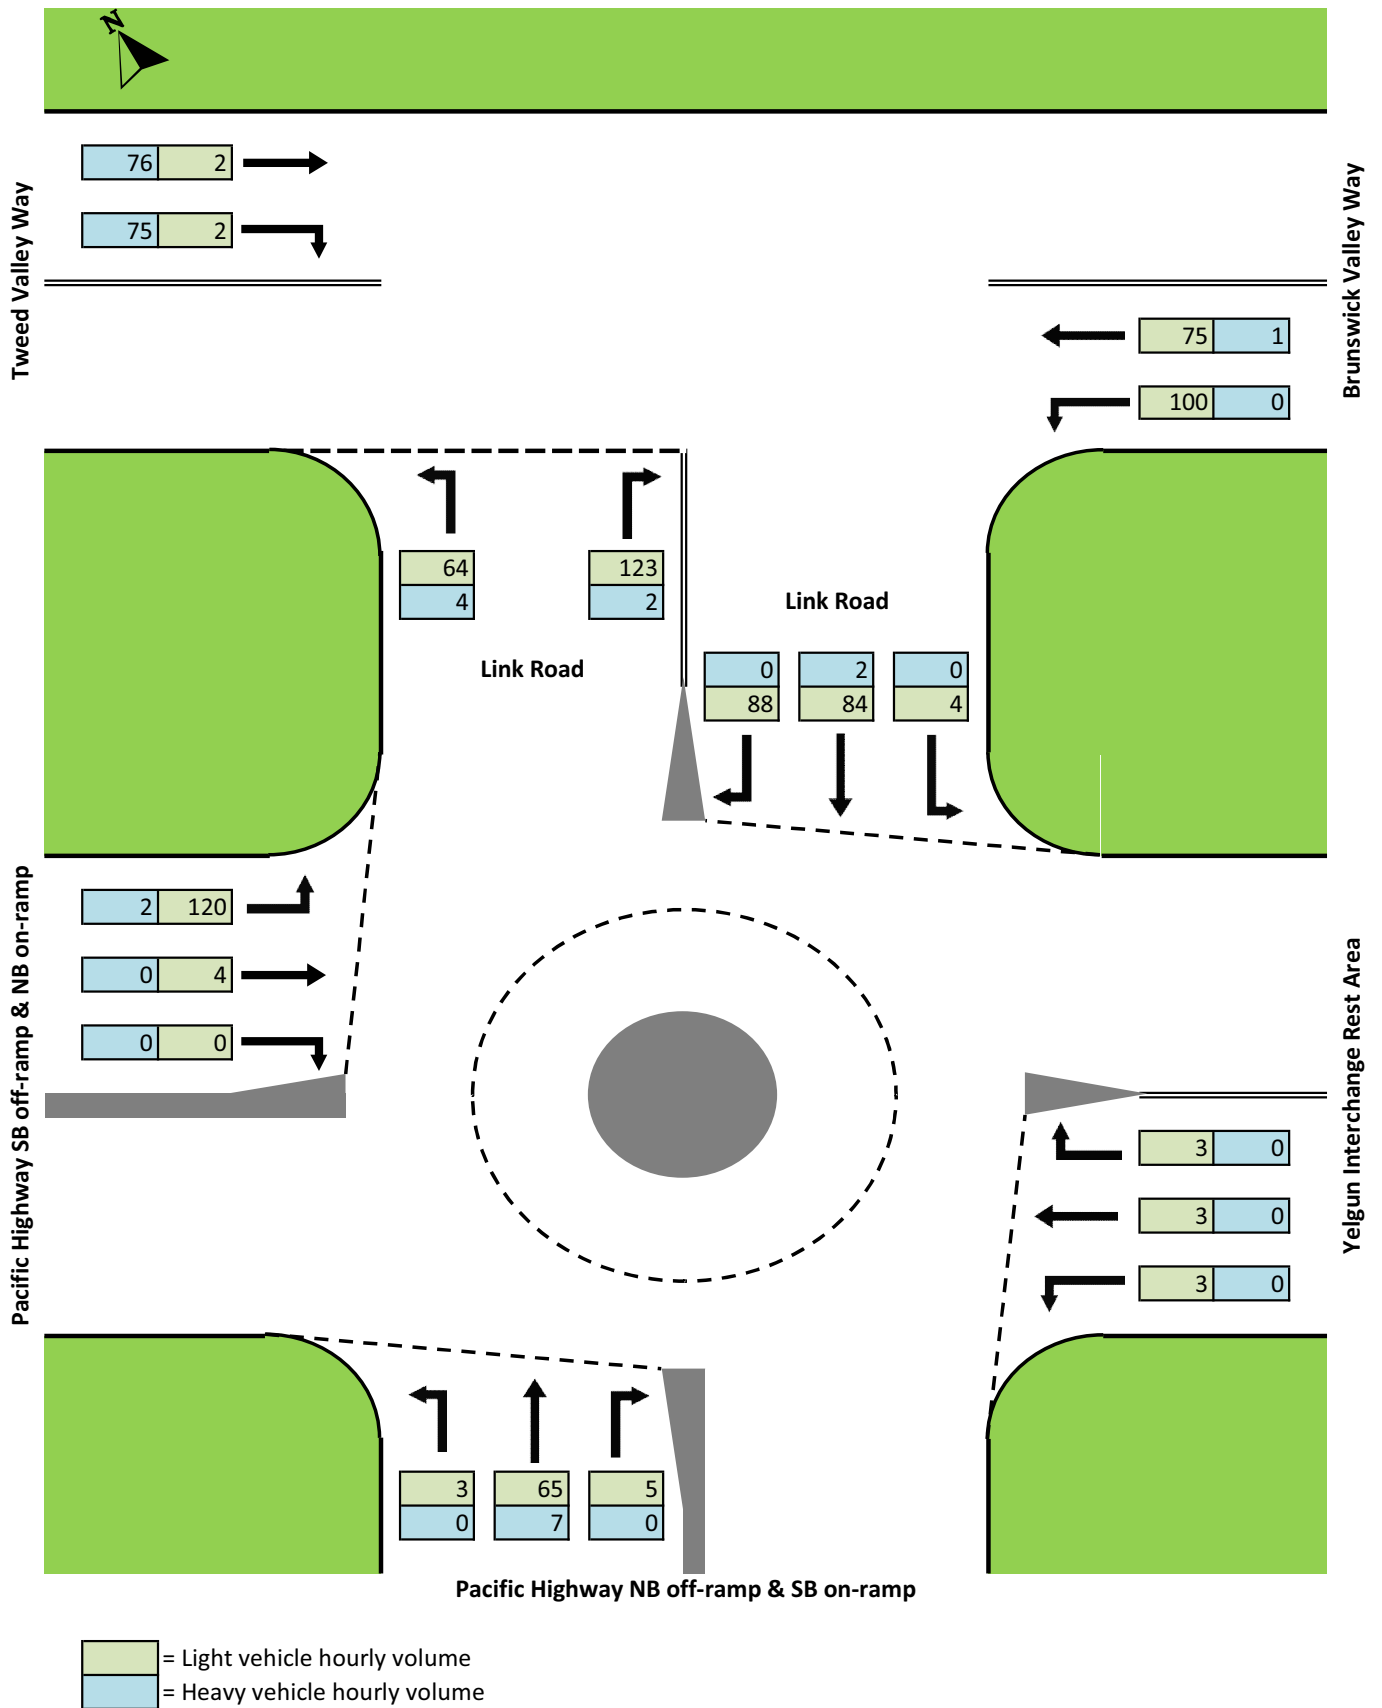 N
76 2
75 2
Tweed Valley Way
Brunswick Valley Way
75 1
100 0
64
4
123
2
Link Road
Link Road
0 2 0
88 84 4
Pacific Highway SB off-ramp & NB on-ramp
2 120
0 4
0 0
Yelgun Interchange Rest Area
3 0
3 0
3 0
3 65 5
0 7 0
Pacific Highway NB off-ramp & SB on-ramp
= Light vehicle hourly volume
= Heavy vehicle hourly volume